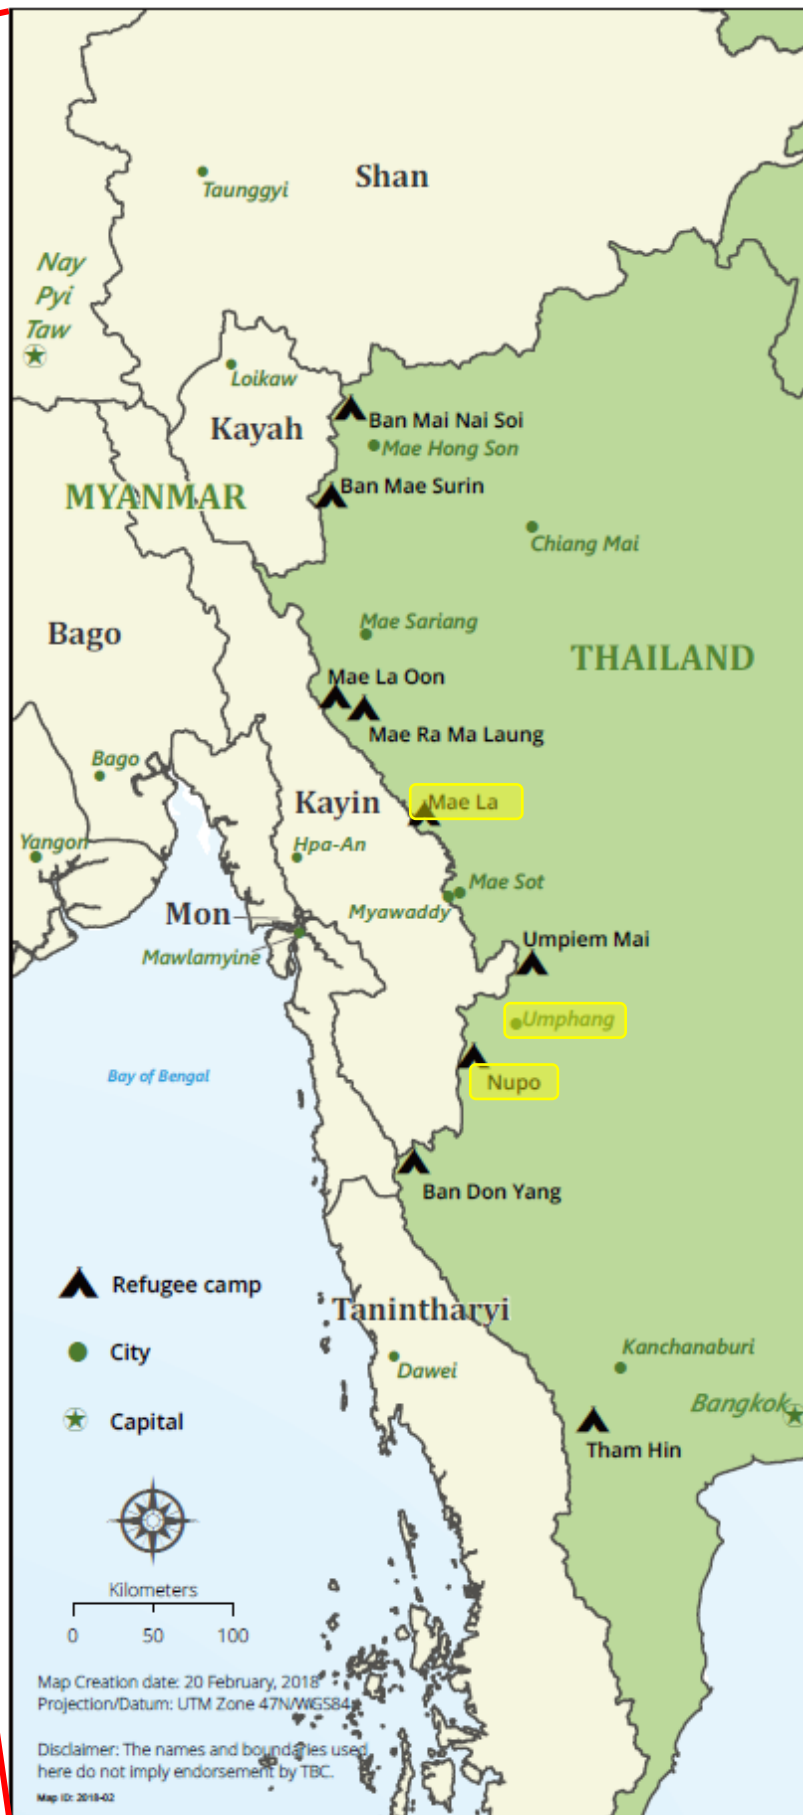 Shan
Taunggyi
Nay
Pyi
Taw
Loikaw
Kayah
Ban Mai Nai Soi
Mae Hong Son
Ban Mae Surin
MYANMAR
Chiang Mai
Mae Sariang
Bago
THAILAND
Mae La Oon
Mae Ra Ma Laung
Bago
Kayin
Mae La
Yangon
Hpa-An
Mae Sot
Myawaddy
Mon
Umpiem Mai
Mawlamyine
Umphang
Bay of Bengal
Nupo
Ban Don Yang
Refugee camp
Tanintharyi
City
Kanchanaburi
Dawei
Bangkok
Capital
Tham Hin
Kilometers
0 50 100
Map Creation date: 20 February, 2018
Projection/Datum: UTM Zone 47N/WGS84
Disclaimer: The names and boundaries used
here do not imply endorsement by TBC.
Map ID: 2018-02